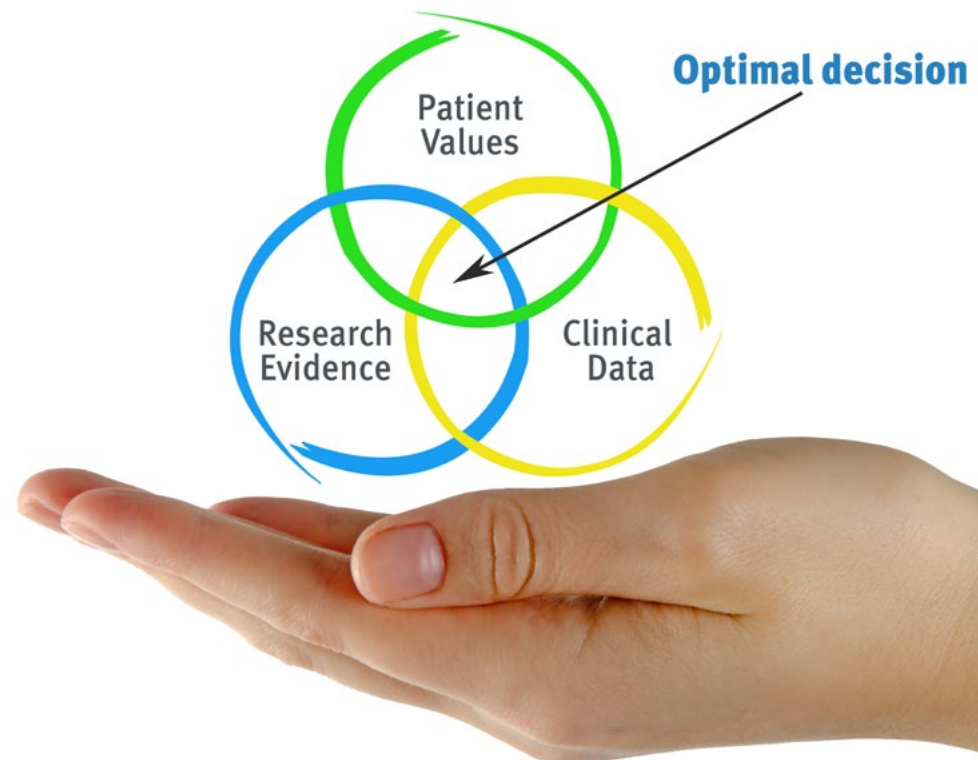 Optimal decision
Patient
Values
Research
Evidence
Clinical
Data